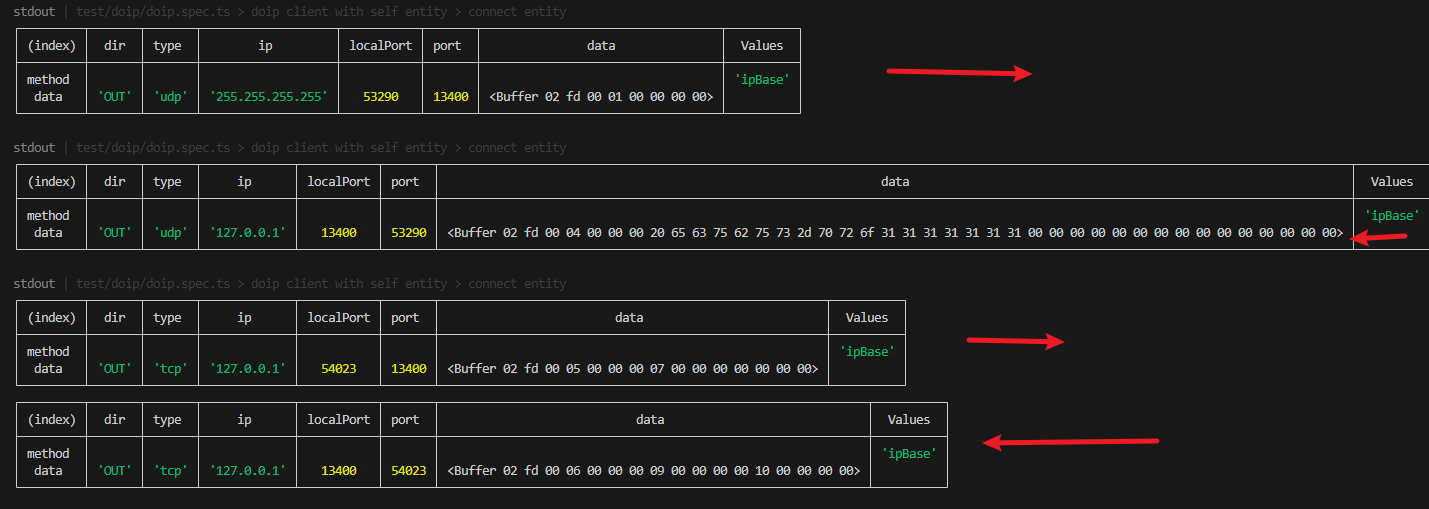 stdout | test/doip/doip.spec.ts > doip client with self entity > connect entity
(index) dir type ip localPort port data Values
method 'ipBase'
data 'OUT' 'udp' '255.255.255.255' 53290 13400 <Buffer 02 fd 00 01 00 00 00 00>
stdout | test/doip/doip.spec.ts > doip client with self entity > connect entity
(index) dir type ip localPort port data Values
method 'ipBase'
data 'OUT' 'udp' '127.0.0.1' 13400 53290 <Buffer 02 fd 00 04 00 00 00 20 65 63 75 62 75 73 2d 70 72 6f 31 31 31 31 31 31 31 00 00 00 00 00 00 00 00 00 00 00 00 00 00 00>
stdout | test/doip/doip.spec.ts > doip client with self entity > connect entity
(index) dir type ip localPort port data Values
method 'ipBase'
data 'OUT' 'tcp' '127.0.0.1' 54023 13400 <Buffer 02 fd 00 05 00 00 00 07 00 00 00 00 00 00 00>
(index) dir type ip localPort port data Values
method 'ipBase'
data 'OUT' 'tcp' '127.0.0.1' 13400 54023 <Buffer 02 fd 00 06 00 00 00 09 00 00 00 00 10 00 00 00 00>